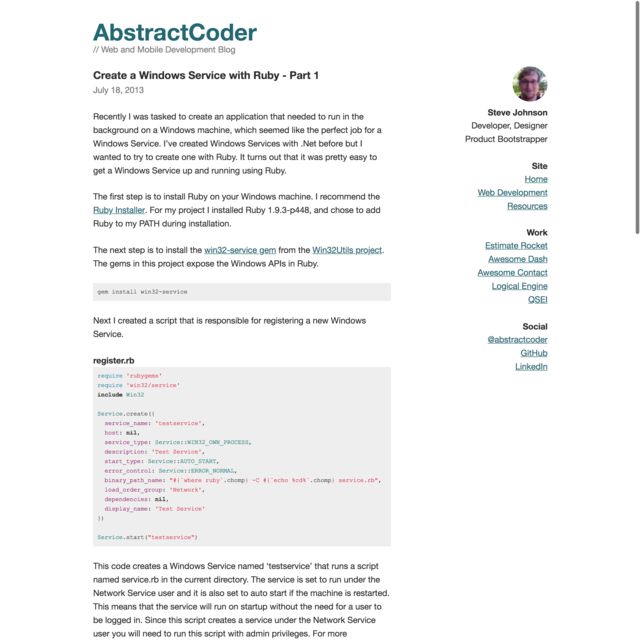 AbstractCoder
// Web and Mobile Development Blog
Create a Windows Service with Ruby - Part 1
July 18, 2013
Recently I was tasked to create an application that needed to run in the
background on a Windows machine, which seemed like the perfect job for a
Windows Service. I've created Windows Services with .Net before but I
wanted to try to create one with Ruby. It turns out that it was pretty easy to
get a Windows Service up and running using Ruby.
The first step is to install Ruby on your Windows machine. I recommend the
Ruby Installer. For my project I installed Ruby 1.9.3-p448, and chose to add
Ruby to my PATH during installation.
The next step is to install the win32-service gem from the Win32Utils project.
The gems in this project expose the Windows APIs in Ruby.
gem install win32-service
Next I created a script that is responsible for registering a new Windows
Service.
register.rb
require 'rubygems'
require 'win32/service'
include Win32
Service.create({
service_name: 'testservice',
host: nil,
service_type: Service::WIN32_OWN_PROCESS,
description: 'Test Service',
start_type: Service::AUTO_START,
error_control: Service::ERROR_NORMAL,
binary_path_name: "#{`where ruby`.chomp} -C #{`echo %cd%`.chomp} service.rb",
load_order_group: 'Network',
dependencies: nil,
display_name: 'Test Service'
})
Service.start("testservice")
This code creates a Windows Service named 'testservice' that runs a script
named service.rb in the current directory. The service is set to run under the
Network Service user and it is also set to auto start if the machine is restarted.
This means that the service will run on startup without the need for a user to
be logged in. Since this script creates a service under the Network Service
user you will need to run this script with admin privileges. For more
Steve Johnson
Developer, Designer
Product Bootstrapper
Site
Home
Web Development
Resources
Work
Estimate Rocket
Awesome Dash
Awesome Contact
Logical Engine
QSEI
Social
@abstractcoder
GitHub
LinkedIn